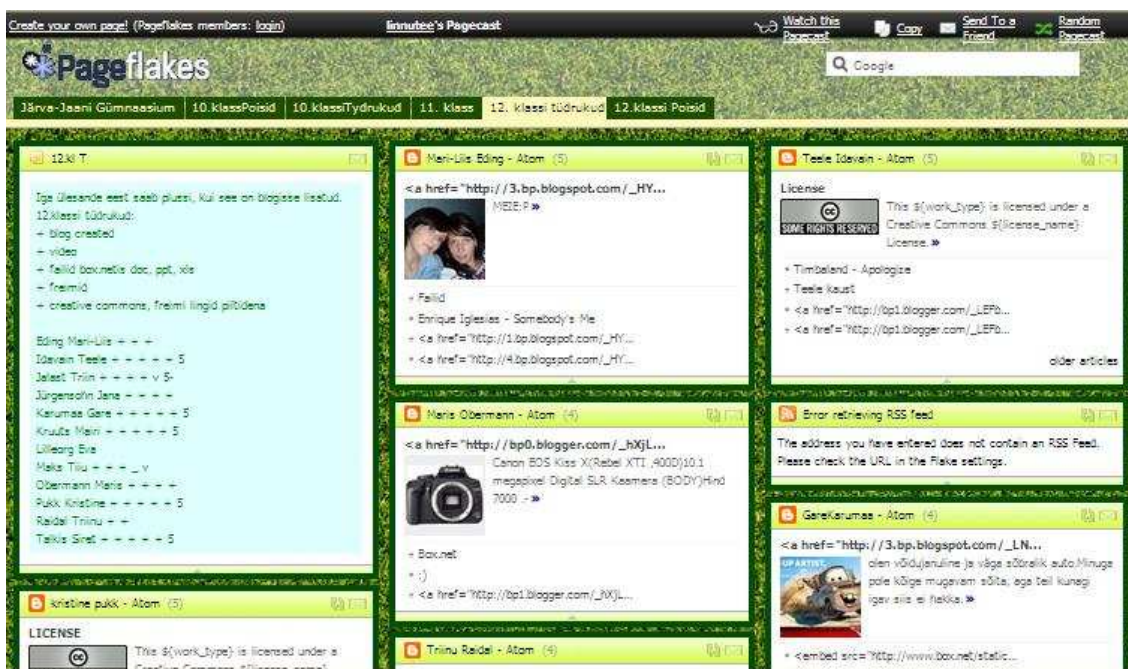 Create your own page! (Pageflakes members: login)
linnutee's Pagecast
Watch this Pagecast
Copy
Send To a Friend
Random Pagecast
Pageflakes
Google
Järva-Jaani Gümnaasium
10.klassPoisid
10.klassiTydrukud
11. klass
12. klassi tüdrukud
12.klassi Poisid
12.kl T
Iga ülesande eest saab plussi, kui see on blogisse lisatud.
12.klassi tüdrukud:
+ blog created
+ video
+ failid box.netis doc, ppt, xls
+ freimid
+ creative commons, freimi lingid piltidena
Eding Mari-Liis + + +
Idavain Teele + + + + + 5
Jalast Triin + + + + v 5-
Jürgensohn Jana + + + +
Karumaa Gare + + + + + 5
Kruuts Mairi + + + + + 5
Lilleorg Eva
Maks Tiiu + + + _ v
Obermann Maris + + + +
Pukk Kristine + + + + + 5
Raidal Triinu + +
Talkis Siret + + + + + 5
kristine pukk - Atom (5)
LICENSE
cc
This ${work_type} is licensed under a
Creative Commons ${license_name}
Mari-Liis Eding - Atom (5)
<a href="http://3.bp.blogspot.com/_HY...
MEIE:P »
+ Failid
+ Enrique Iglesias - Somebody's Me
+ <a href="http://1.bp.blogspot.com/_HY...
+ <a href="http://4.bp.blogspot.com/_HY...
Maris Obermann - Atom (4)
<a href="http://bp0.blogger.com/_hXjL...
Canon EOS Kiss X(Rebel XTI ,400D)10.1
megapixel Digital SLR Kaamera (BODY)Hind
7000 .- »
+ Box.net
+ :)
+ <a href="http://bp1.blogger.com/_hXjL...
Triinu Raidal - Atom (4)
Teele Idavain - Atom (5)
License
cc
SOME RIGHTS RESERVED
This ${work_type} is licensed under a
Creative Commons ${license_name}
License. »
+ Timbaland - Apologize
+ Teele kaust
+ <a href="http://bp1.blogger.com/_LEFb...
+ <a href="http://bp1.blogger.com/_LEFb...
older articles
Error retrieving RSS feed
The address you have entered does not contain an RSS Feed.
Please check the URL in the Flake settings.
GareKarumaa - Atom (4)
<a href="http://3.bp.blogspot.com/_LN...
olen võidujanuline ja väga sõbralik auto.Minuga
pole kõige mugavam sõita, aga teil kunagi
igav siis ei hakka. »
+ <embed src="http://www.box.net/static...